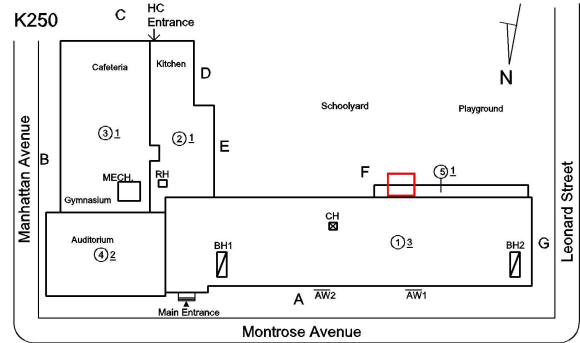 K250
C
HC
Entrance
Cafeteria
Kitchen
D
N
Schoolyard
Playground
Manhattan Avenue
B
③ 1
② 1
E
Leonard Street
MECH.
RH
F
⑤ 1
Gymnasium
CH
Auditorium
④ 2
① 3
G
BH1
BH2
A
AW2
AW1
Main Entrance
Montrose Avenue